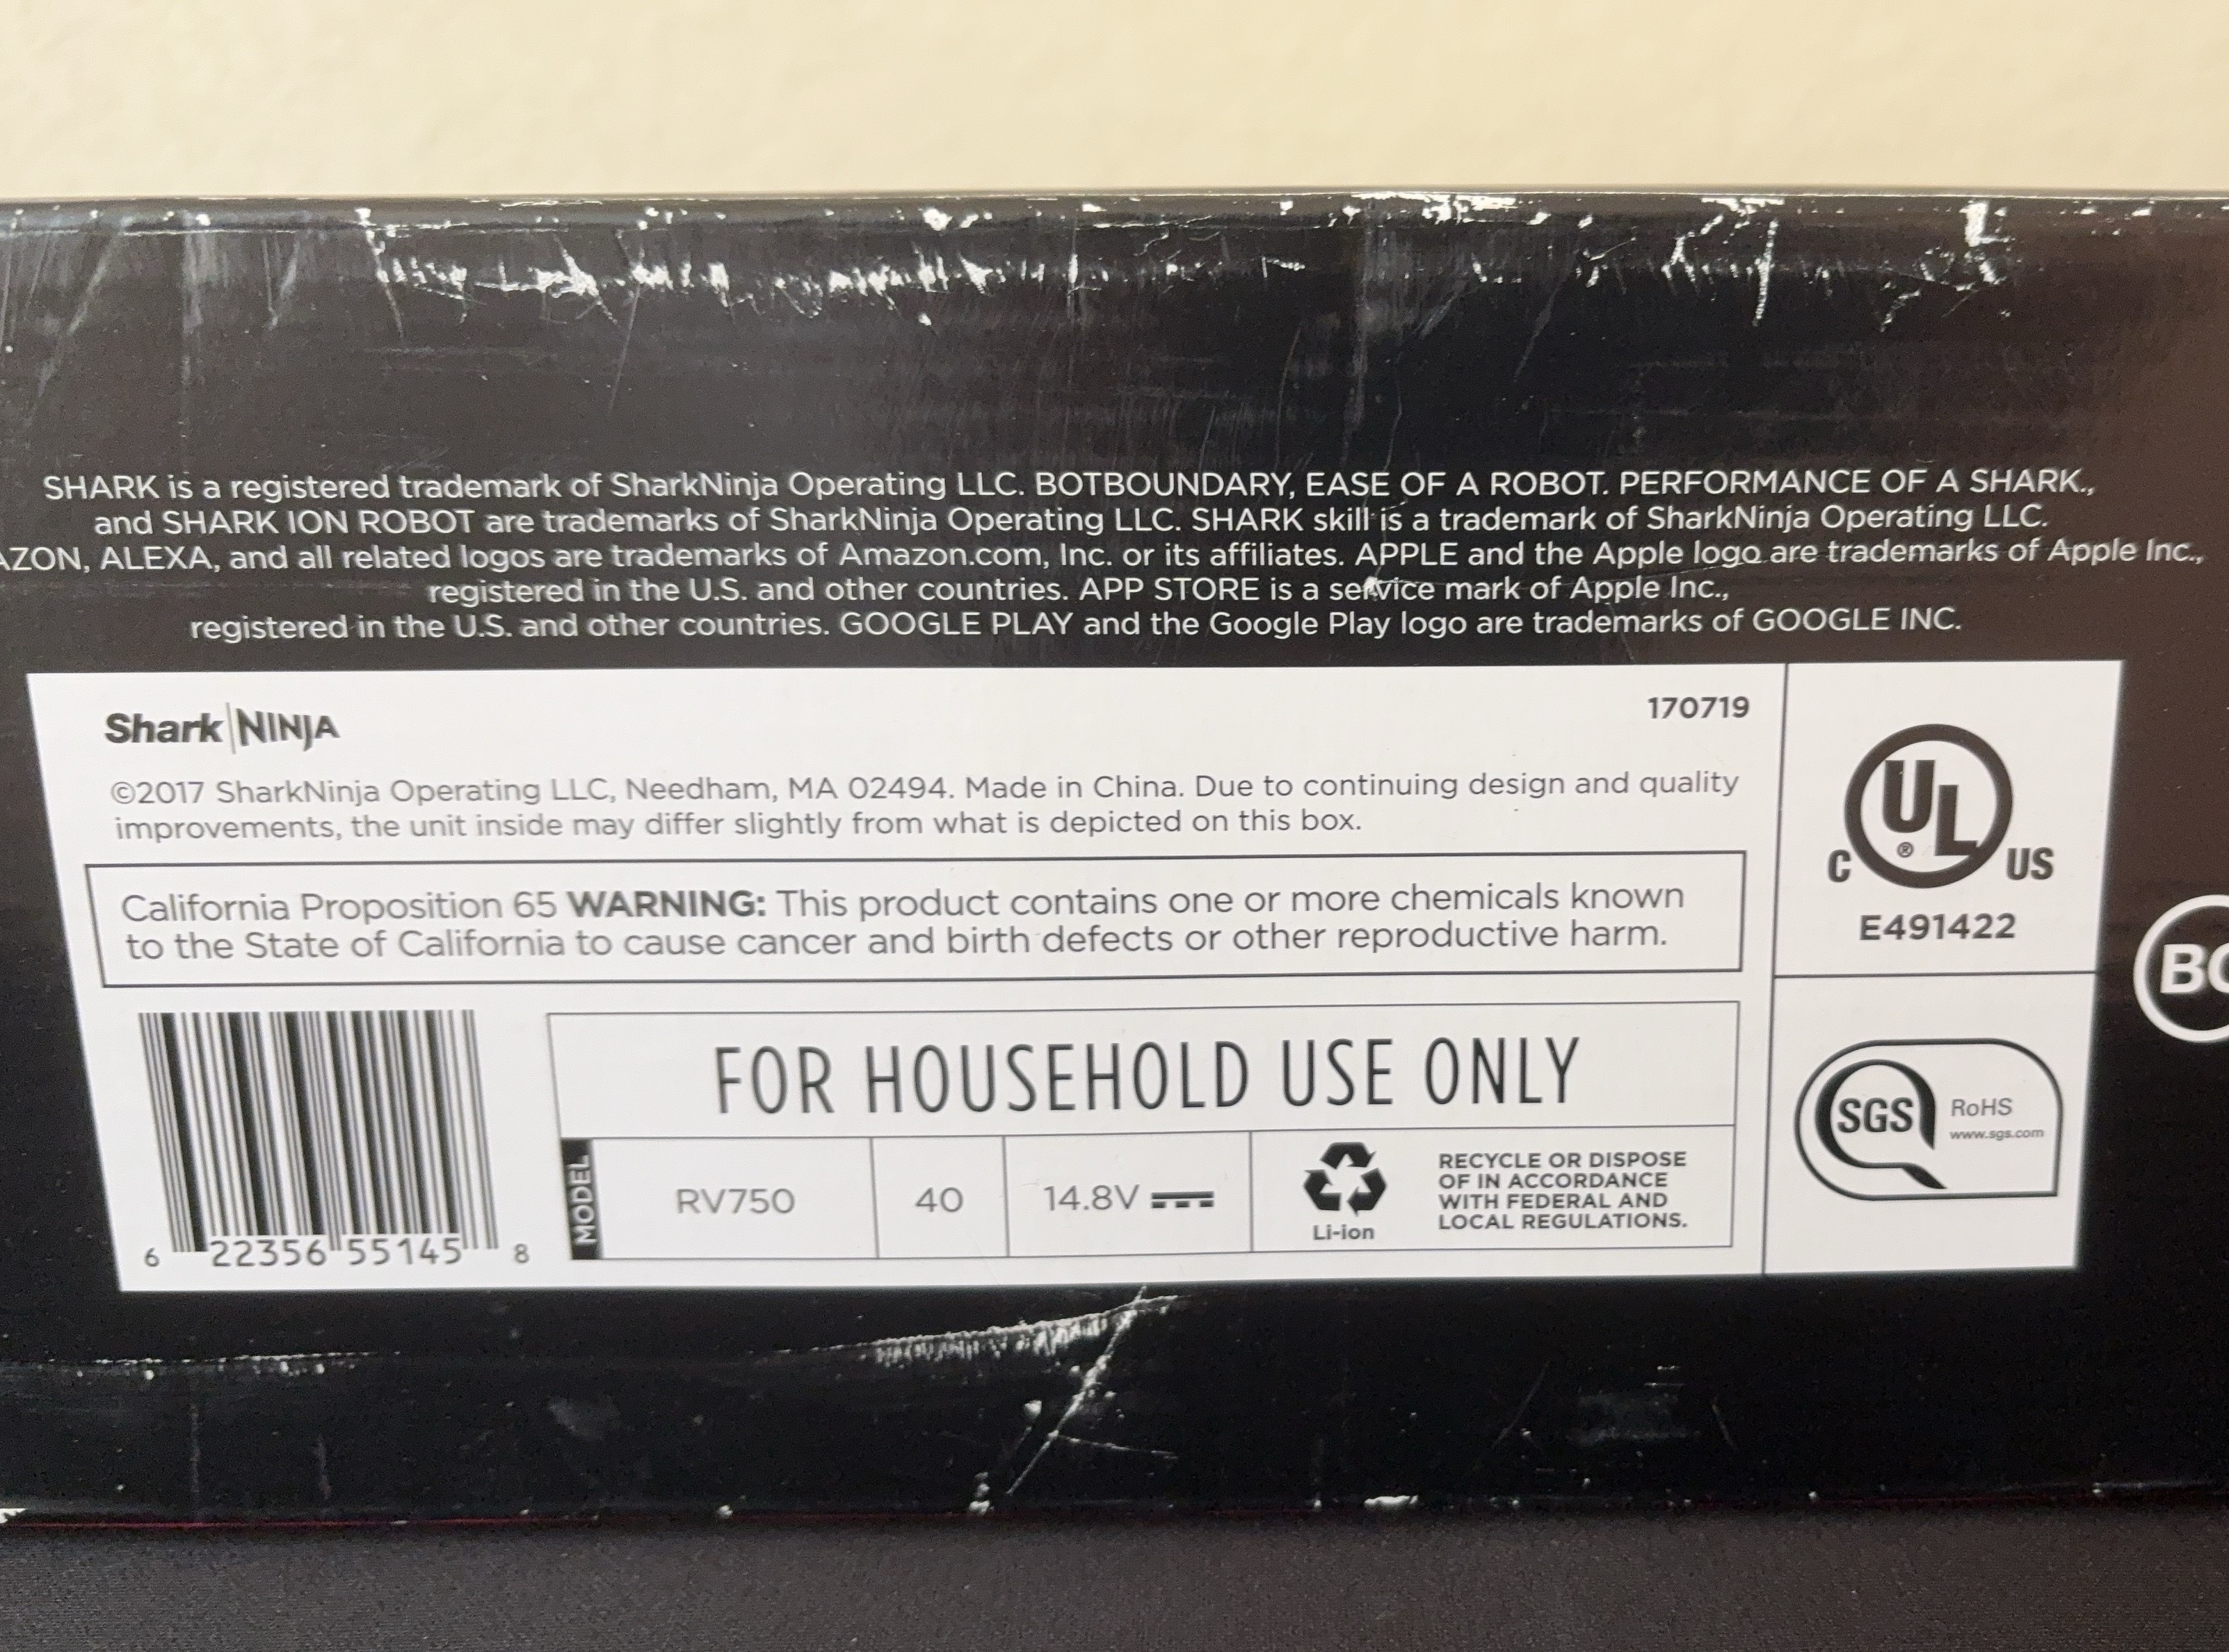 SHARK is a registered trademark of SharkNinja Operating LLC. BOTBOUNDARY, EASE OF A ROBOT. PERFORMANCE OF A SHARK.,
and SHARK ION ROBOT are trademarks of SharkNinja Operating LLC. SHARK skill is a trademark of SharkNinja Operating LLC.
AZON, ALEXA, and all related logos are trademarks of Amazon.com, Inc. or its affiliates. APPLE and the Apple logo are trademarks of Apple Inc.,
registered in the U.S. and other countries. APP STORE is a service mark of Apple Inc.,
registered in the U.S. and other countries. GOOGLE PLAY and the Google Play logo are trademarks of GOOGLE INC.
Shark NINJA
170719
©2017 SharkNinja Operating LLC, Needham, MA 02494. Made in China. Due to continuing design and quality
improvements, the unit inside may differ slightly from what is depicted on this box.
California Proposition 65 WARNING: This product contains one or more chemicals known
to the State of California to cause cancer and birth defects or other reproductive harm.
6 22356 55145 8
FOR HOUSEHOLD USE ONLY
MODEL
RV750
40
14.8V
Li-ion
RECYCLE OR DISPOSE
OF IN ACCORDANCE
WITH FEDERAL AND
LOCAL REGULATIONS.
C UL ® US
E491422
SGS
RoHS
www.sgs.com